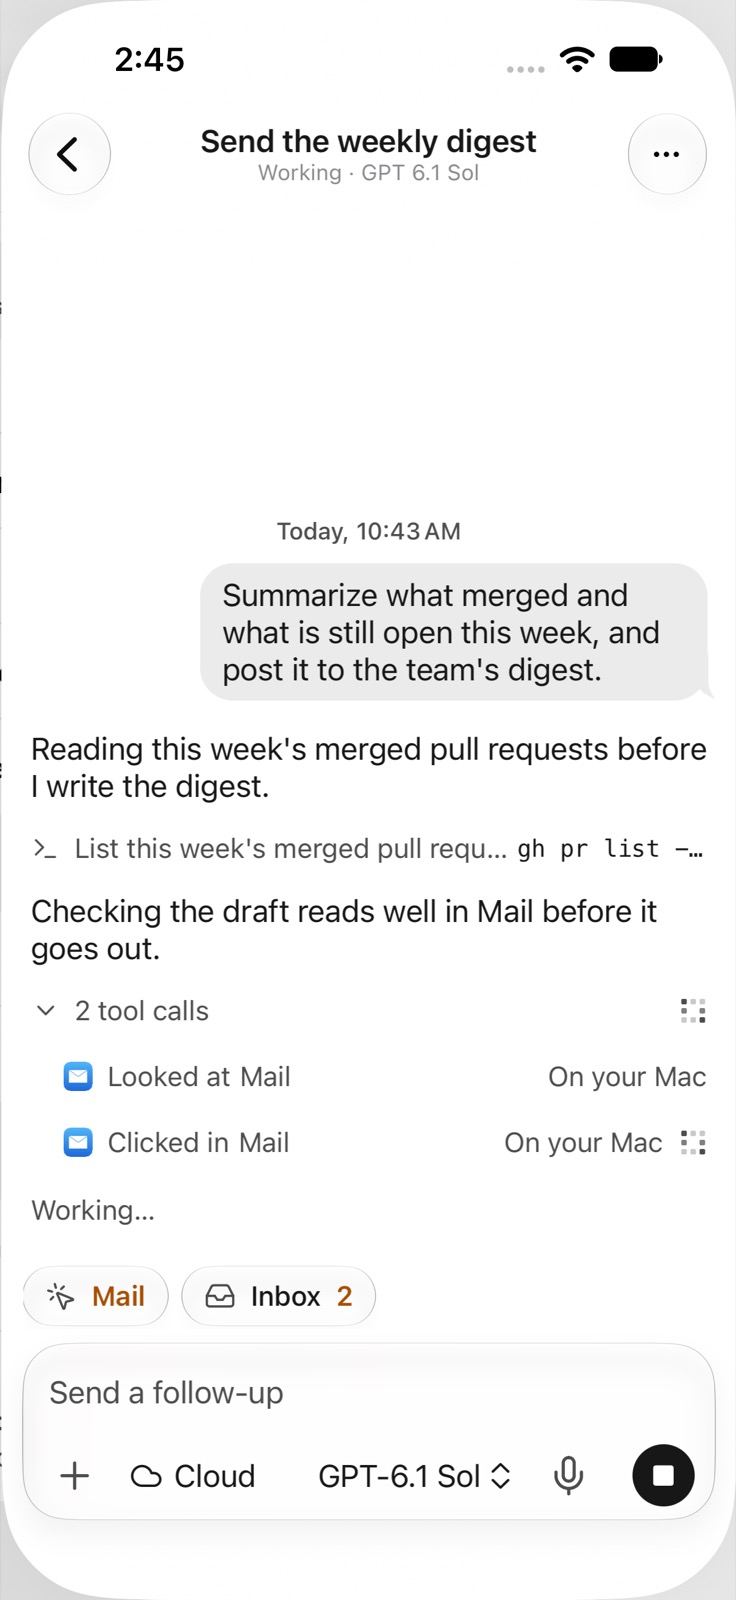 2:45
Send the weekly digest
Working · GPT 6.1 Sol
Today, 10:43 AM
Summarize what merged and
what is still open this week, and
post it to the team's digest.
Reading this week's merged pull requests before
I write the digest.
List this week's merged pull requ... gh pr list –…
Checking the draft reads well in Mail before it
goes out.
2 tool calls
Looked at Mail On your Mac
Clicked in Mail On your Mac
Working...
Mail Inbox 2
Send a follow-up
Cloud GPT-6.1 Sol